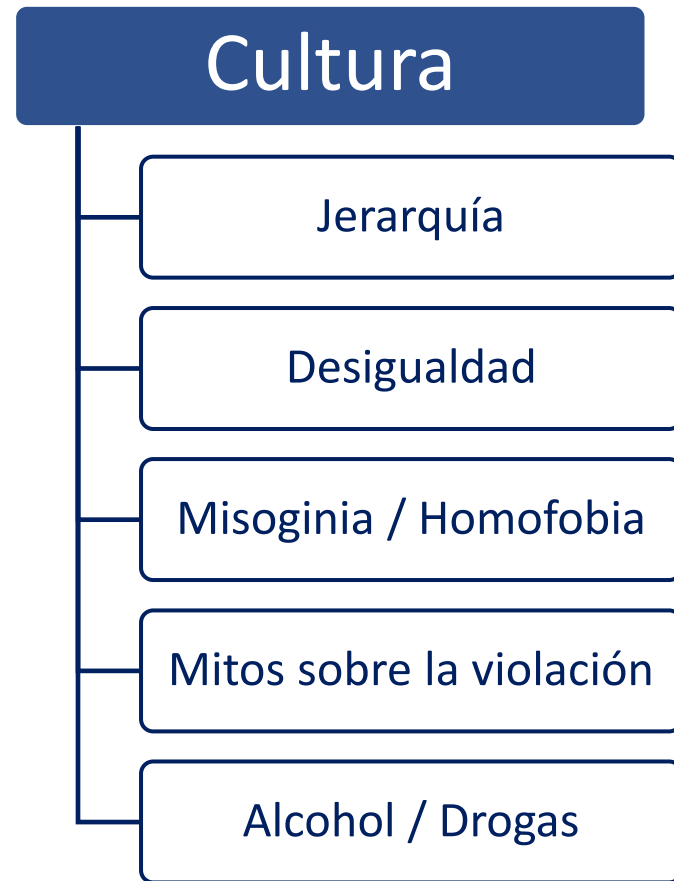 Cultura
Jerarquía
Desigualdad
Misoginia / Homofobia
Mitos sobre la violación
Alcohol / Drogas